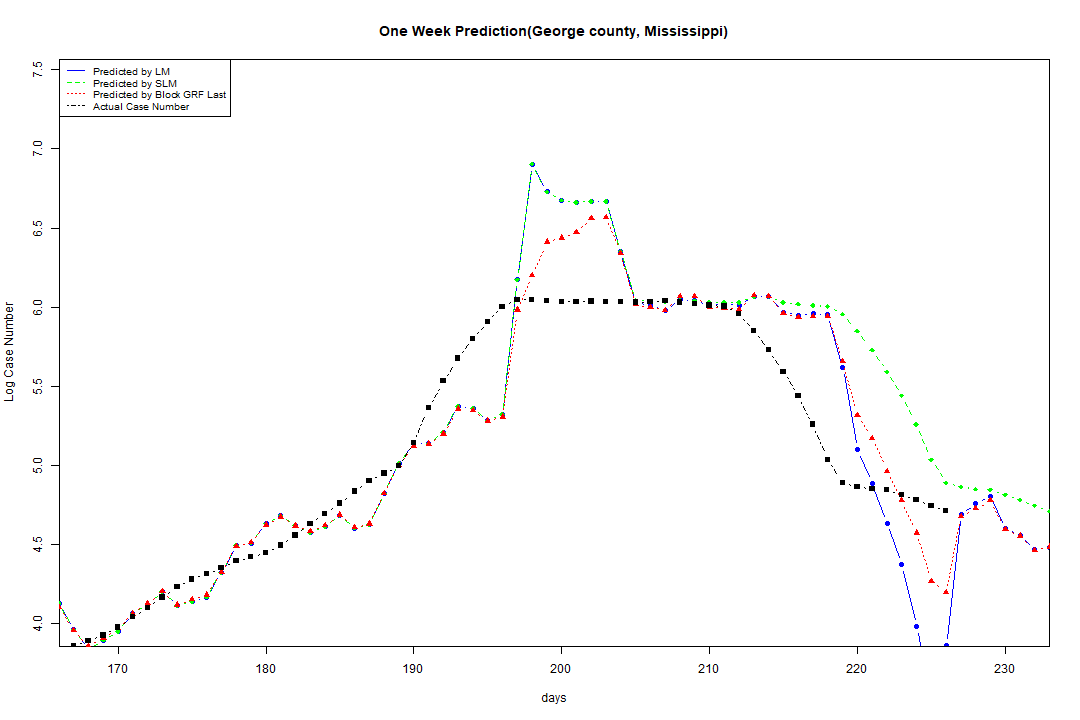 One Week Prediction(George county, Mississippi)
Predicted by LM
Predicted by SLM
Predicted by Block GRF Last
Actual Case Number
7.5
7.0
6.5
6.0
5.5
5.0
4.5
4.0
Log Case Number
170 180 190 200 210 220 230
days